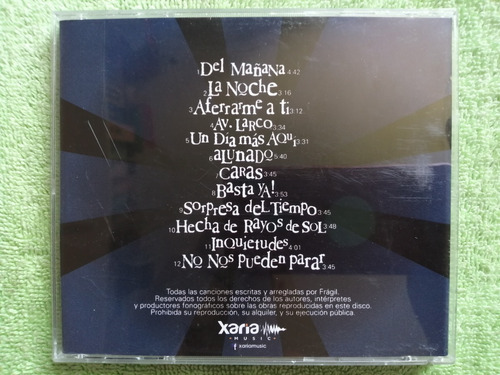 1 Del Mañana 4:42
2 La Noche 3:16
3 Aferrarme a ti 3:12
4 Av. Larco 3:34
5 Un Día más Aquí 3:31
6 alunado 5:40
7 Caras 3:45
8 Basta Ya! 3:53
9 Sorpresa del Tiempo 3:45
10 Hecha de Rayos de Sol 3:48
11 Inquietudes 4:01
12 No Nos Pueden parar 3:45
Todas las canciones escritas y arregladas por Frágil.
Reservados todos los derechos de los autores, intérpretes
y productores fonográficos sobre las obras reproducidas en este disco.
Prohibida su reproducción, su alquiler, y su ejecución pública.
Xaria
MUSIC
f xariamusic